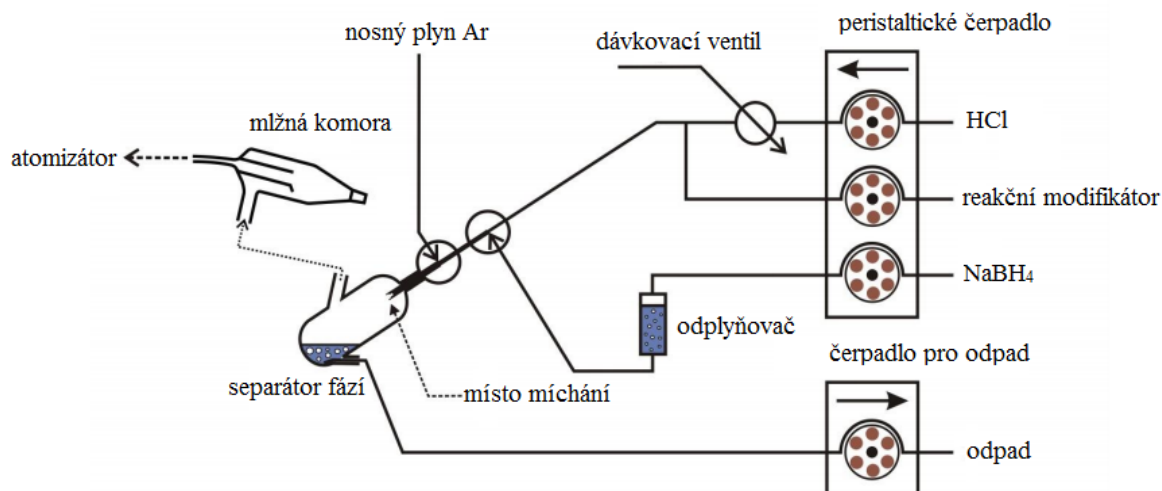 peristaltické čerpadlo
nosný plyn Ar
dávkovací ventil
mlžná komora
HCl
atomizátor
reakční modifikátor
NaBH₄
odplyňovač
čerpadlo pro odpad
separátor fází
místo míchání
odpad